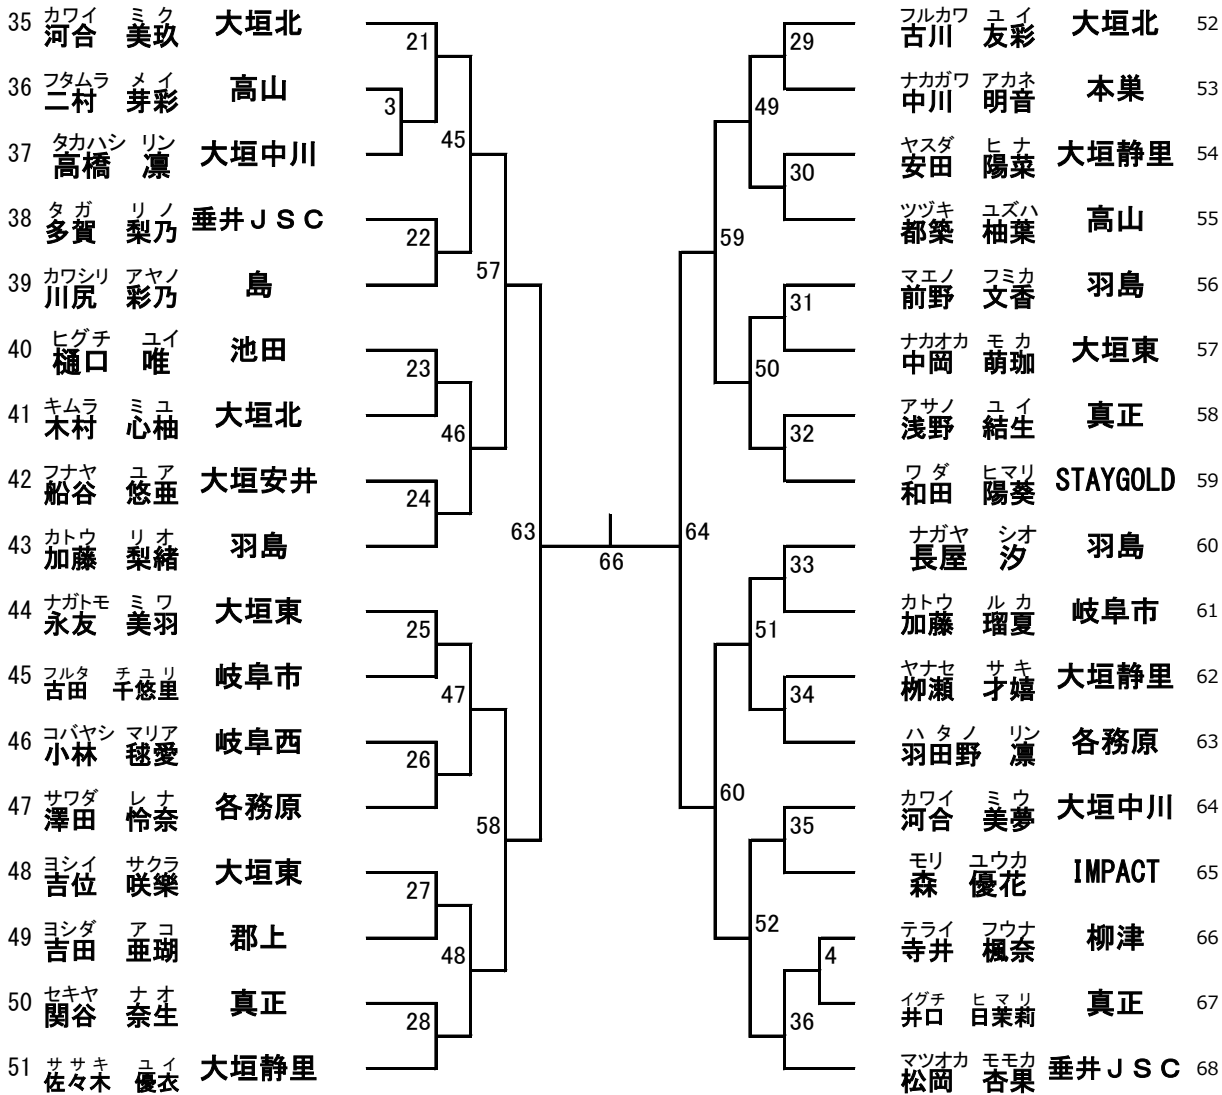 カワイ ミク
35 河合 美玖 大垣北
フタムラ メイ
36 二村 芽彩 高山
タカハシ リン
37 高橋 凛 大垣中川
タガ リノ
38 多賀 梨乃 垂井ＪＳＣ
カワシリ アヤノ
39 川尻 彩乃 島
ヒグチ ユイ
40 樋口 唯 池田
キムラ ミユ
41 木村 心柚 大垣北
フナヤ ユア
42 船谷 悠亜 大垣安井
カトウ リオ
43 加藤 梨緒 羽島
ナガトモ ミワ
44 永友 美羽 大垣東
フルタ チユリ
45 古田 千悠里 岐阜市
コバヤシ マリア
46 小林 毬愛 岐阜西
サワダ レナ
47 澤田 怜奈 各務原
ヨシイ サクラ
48 吉位 咲樂 大垣東
ヨシダ アコ
49 吉田 亜瑚 郡上
セキヤ ナオ
50 関谷 奈生 真正
ササキ ユイ
51 佐々木 優衣 大垣静里
21
3
45
22
57
23
46
24
63
25
47
26
58
27
48
28
66
29
49
30
59
31
50
32
64
33
51
34
60
35
52
4
36
フルカワ ユイ
古川 友彩 大垣北 52
ナカガワ アカネ
中川 明音 本巣 53
ヤスダ ヒナ
安田 陽菜 大垣静里 54
ツヅキ ユズハ
都築 柚葉 高山 55
マエノ フミカ
前野 文香 羽島 56
ナカオカ モカ
中岡 萌珈 大垣東 57
アサノ ユイ
浅野 結生 真正 58
ワダ ヒマリ
和田 陽葵 STAYGOLD 59
ナガヤ シオ
長屋 汐 羽島 60
カトウ ルカ
加藤 瑠夏 岐阜市 61
ヤナセ サキ
栁瀬 才嬉 大垣静里 62
ハタノ リン
羽田野 凛 各務原 63
カワイ ミウ
河合 美夢 大垣中川 64
モリ ユウカ
森 優花 IMPACT 65
テライ フウナ
寺井 楓奈 柳津 66
イグチ ヒマリ
井口 日茉莉 真正 67
マツオカ モモカ
松岡 杏果 垂井ＪＳＣ 68